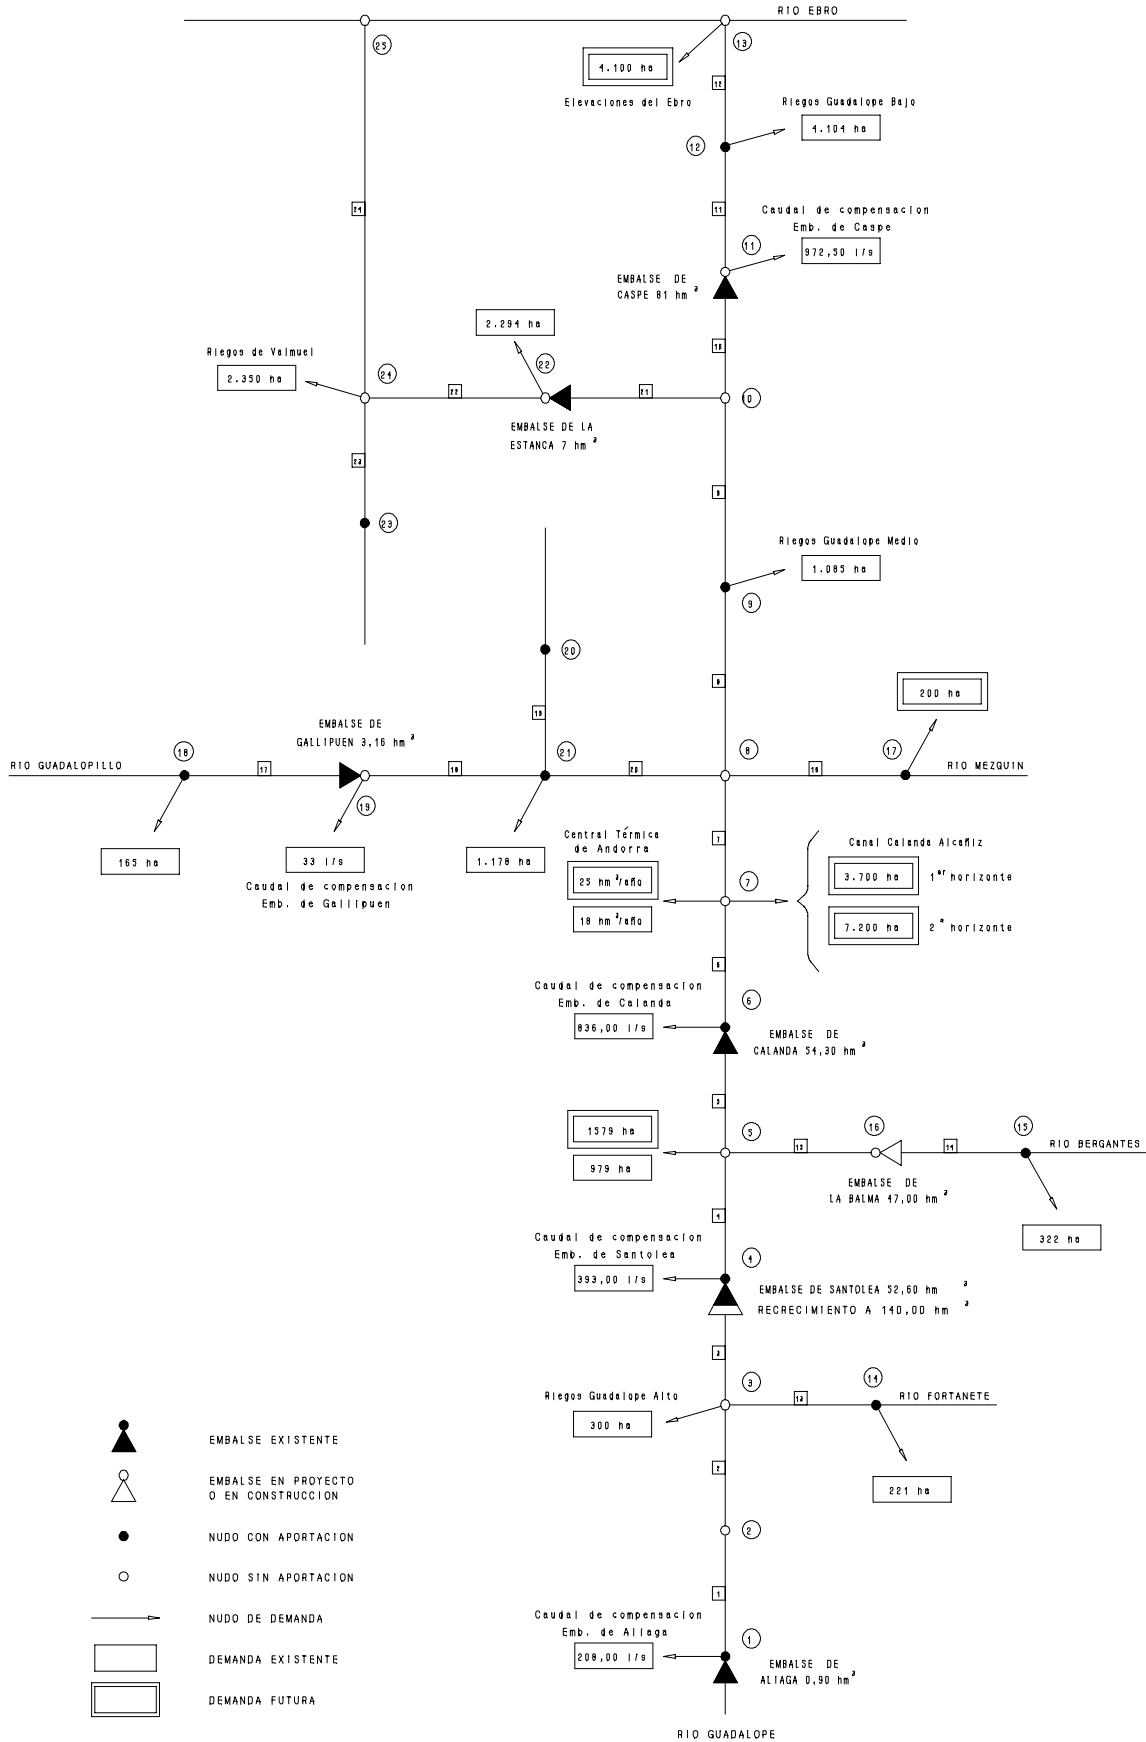 RIO EBRO
25
13
4.100 ha
Elevaciones del Ebro
12
Riegos Guadalope Bajo
4.104 ha
12
24
11
Caudal de compensacion
Emb. de Caspe
972,50 l/s
11
EMBALSE DE
CASPE 81 hm³
2.294 ha
22
10
Riegos de Valmuel
2.350 ha
24
22
21
10
EMBALSE DE LA
ESTANCA 7 hm³
23
9
23
Riegos Guadalope Medio
1.085 ha
9
20
8
200 ha
19
EMBALSE DE
GALLIPUEN 3,16 hm³
18
21
8
17
RIO GUADALOPILLO
17
18
20
16
RIO MEZQUIN
19
165 ha
33 l/s
Caudal de compensacion
Emb. de Gallipuen
1.178 ha
Central Térmica
de Andorra
25 hm³/año
18 hm³/año
7
7
Canal Calanda Alcañiz
3.700 ha 1er horizonte
7.200 ha 2º horizonte
6
Caudal de compensacion
Emb. de Calanda
836,00 l/s
6
EMBALSE DE
CALANDA 54,30 hm³
5
1579 ha
979 ha
5
16
15
13
14
RIO BERGANTES
EMBALSE DE
LA BALMA 47,00 hm³
322 ha
4
Caudal de compensacion
Emb. de Santolea
393,00 l/s
4
EMBALSE DE SANTOLEA 52,60 hm³
RECRECIMIENTO A 140,00 hm³
3
Riegos Guadalope Alto
300 ha
3
14
12
RIO FORTANETE
221 ha
2
2
1
Caudal de compensacion
Emb. de Aliaga
208,00 l/s
1
EMBALSE DE
ALIAGA 0,90 hm³
RIO GUADALOPE
EMBALSE EXISTENTE
EMBALSE EN PROYECTO
O EN CONSTRUCCION
NUDO CON APORTACION
NUDO SIN APORTACION
NUDO DE DEMANDA
DEMANDA EXISTENTE
DEMANDA FUTURA